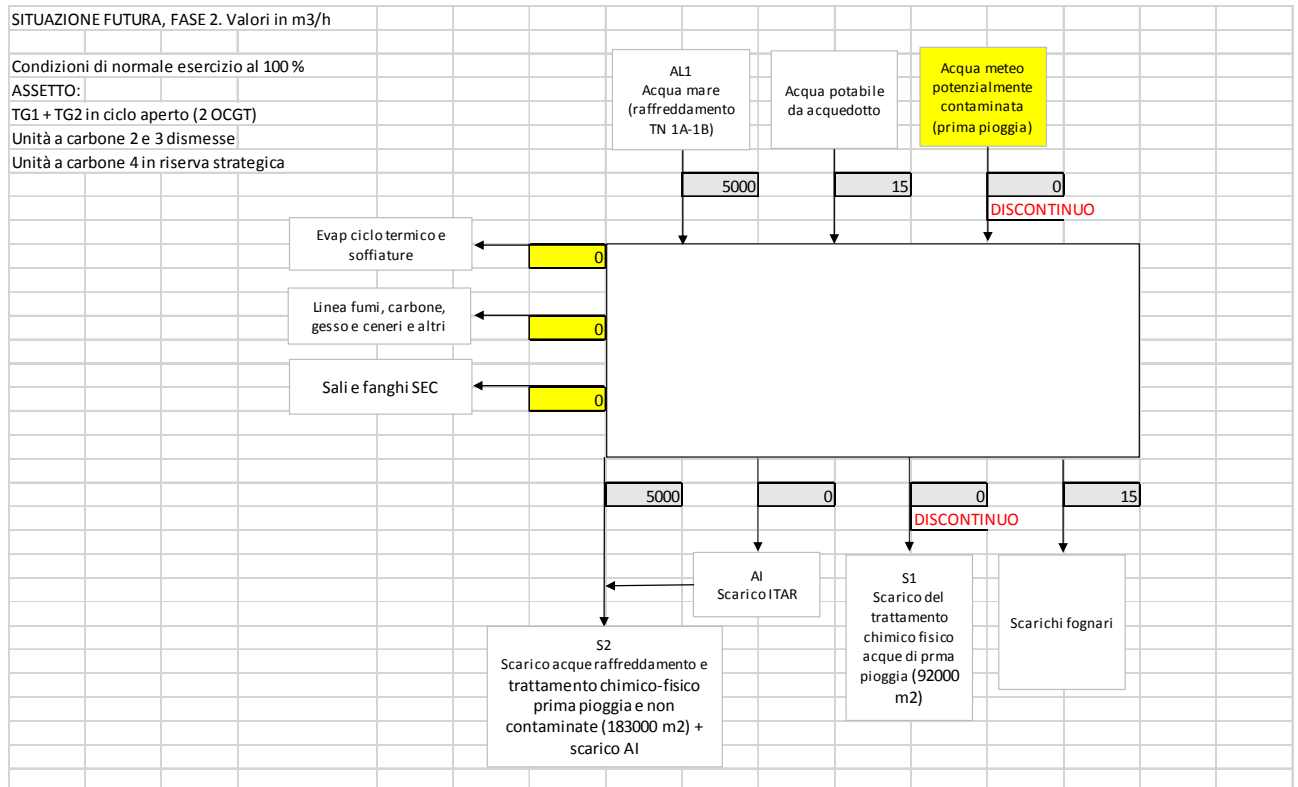 SITUAZIONE FUTURA, FASE 2. Valori in m3/h
Condizioni di normale esercizio al 100 %
ASSETTO:
TG1 + TG2 in ciclo aperto (2 OCGT)
Unità a carbone 2 e 3 dismesse
Unità a carbone 4 in riserva strategica
AL1
Acqua mare
(raffreddamento
TN 1A-1B)
Acqua potabile
da acquedotto
Acqua meteo
potenzialmente
contaminata
(prima pioggia)
5000
15
0
DISCONTINUO
Evap ciclo termico e
soffiature
0
Linea fumi, carbone,
gesso e ceneri e altri
0
Sali e fanghi SEC
0
5000
0
0
15
DISCONTINUO
AI
Scarico ITAR
S1
Scarico del
trattamento
chimico fisico
acque di prma
pioggia (92000
m2)
Scarichi fognari
S2
Scarico acque raffreddamento e
trattamento chimico-fisico
prima pioggia e non
contaminate (183000 m2) +
scarico AI